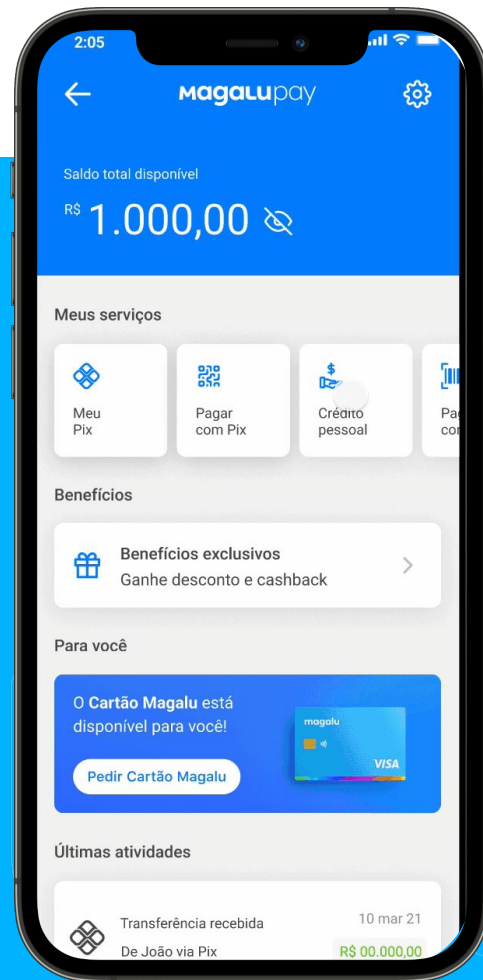 2:05
Magalupay
Saldo total disponível
R$ 1.000,00
Meus serviços
Meu
Pix
Pagar
com Pix
Crédito
pessoal
Benefícios
Benefícios exclusivos
Ganhe desconto e cashback
Para você
O Cartão Magalu está
disponível para você!
Pedir Cartão Magalu
magalu
VISA
Últimas atividades
Transferência recebida
10 mar 21
De João via Pix
R$ 00.000,00